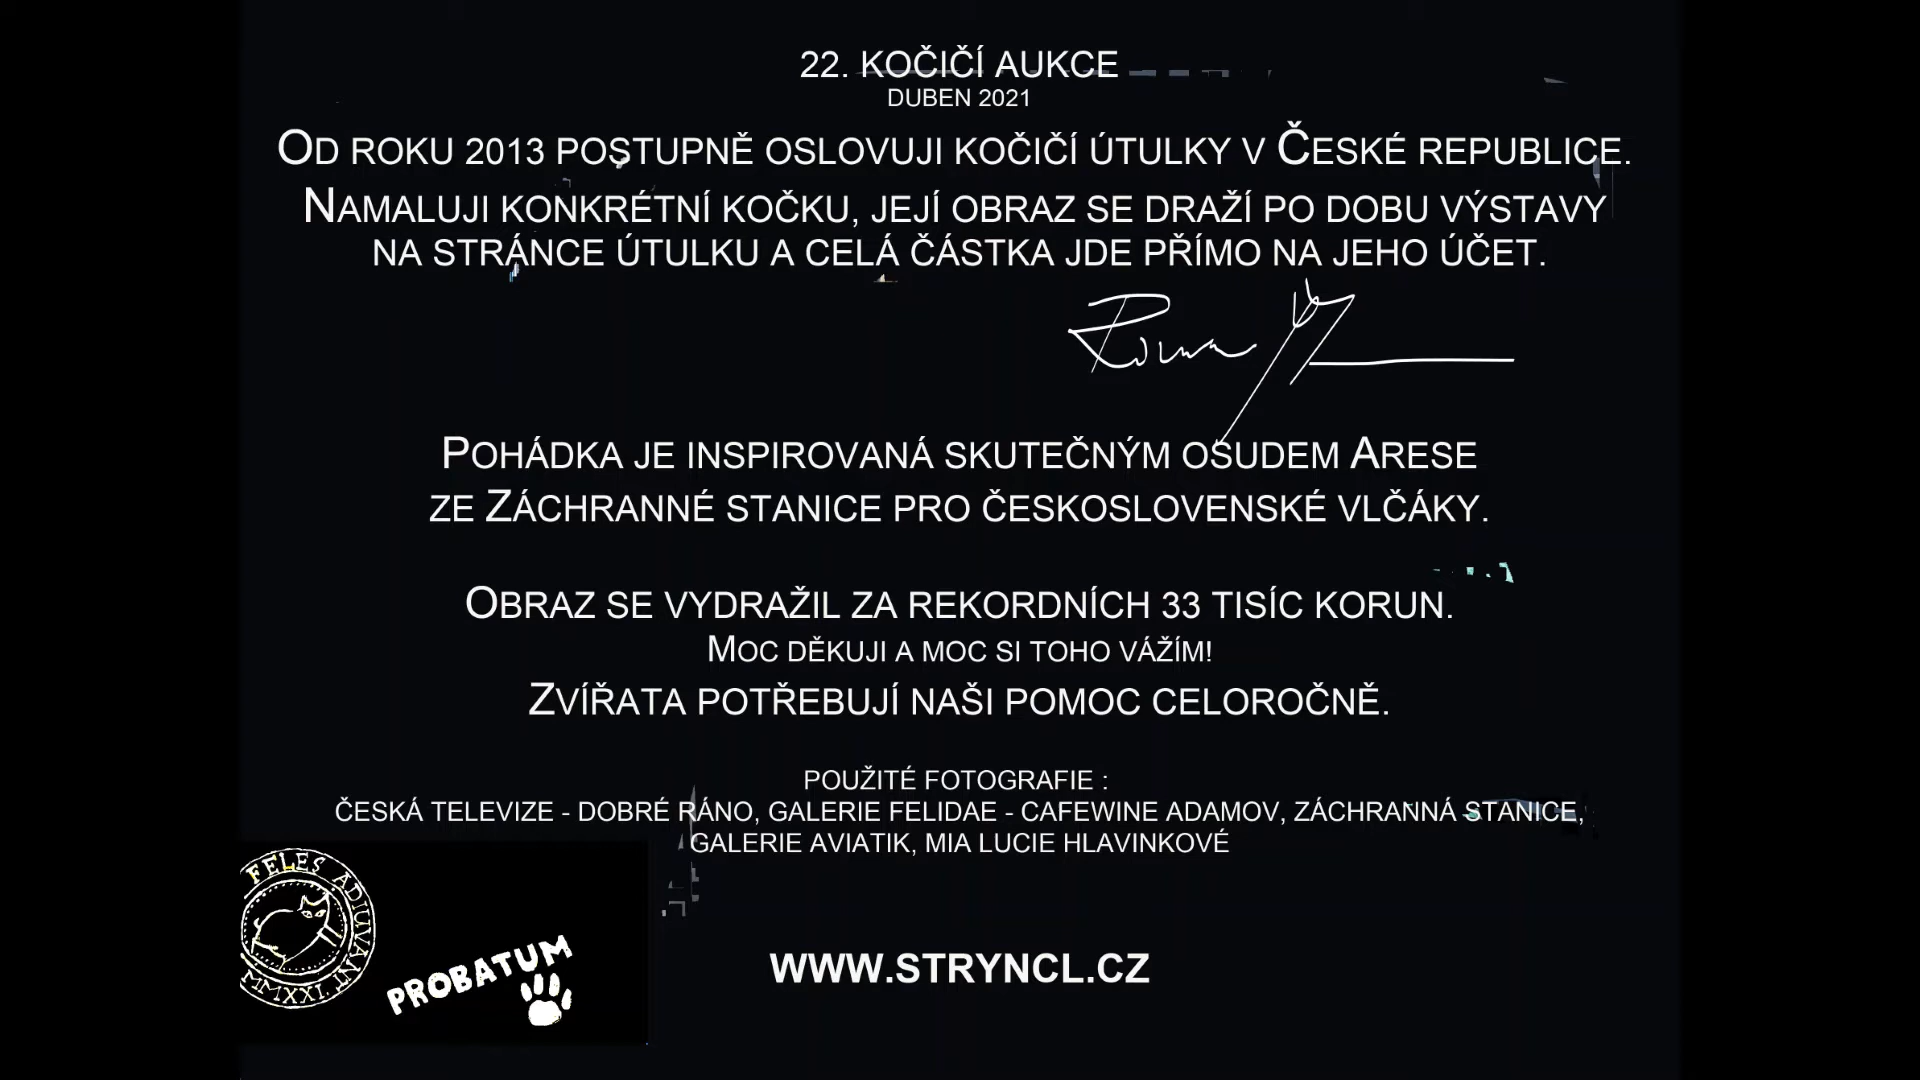 22. KOČIČÍ AUKCE
DUBEN 2021
OD ROKU 2013 POSTUPNĚ OSLOVUJI KOČIČÍ ÚTULKY V ČESKÉ REPUBLICE.
NAMALUJI KONKRÉTNÍ KOČKU, JEJÍ OBRAZ SE DRAŽÍ PO DOBU VÝSTAVY
NA STRÁNCE ÚTULKU A CELÁ ČÁSTKA JDE PŘÍMO NA JEHO ÚČET.
POHÁDKA JE INSPIROVANÁ SKUTEČNÝM OSUDEM ARESE
ZE ZÁCHRANNÉ STANICE PRO ČESKOSLOVENSKÉ VLČÁKY.
OBRAZ SE VYDRAŽIL ZA REKORDNÍCH 33 TISÍC KORUN.
MOC DĚKUJI A MOC SI TOHO VÁŽÍM!
ZVÍŘATA POTŘEBUJÍ NAŠI POMOC CELOROČNĚ.
POUŽITÉ FOTOGRAFIE :
ČESKÁ TELEVIZE - DOBRÉ RÁNO, GALERIE FELIDAE - CAFEWINE ADAMOV, ZÁCHRANNÁ STANICE,
GALERIE AVIATIK, MIA LUCIE HLAVINKOVÉ
FELES ADIUVANT MMXXI.
PROBATUM
WWW.STRYNCL.CZ